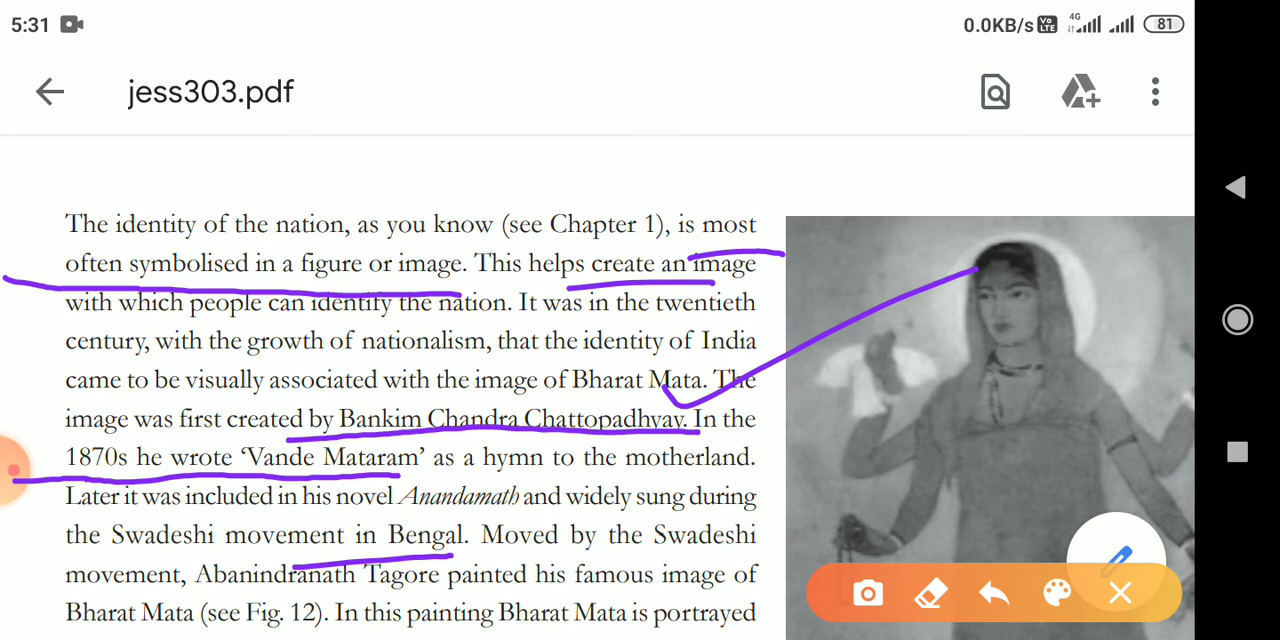 5:31
0.0KB/s Vo LTE 4G 81
jess303.pdf
The identity of the nation, as you know (see Chapter 1), is most
often symbolised in a figure or image. This helps create an image
with which people can identify the nation. It was in the twentieth
century, with the growth of nationalism, that the identity of India
came to be visually associated with the image of Bharat Mata. The
image was first created by Bankim Chandra Chattopadhyay. In the
1870s he wrote ‘Vande Mataram’ as a hymn to the motherland.
Later it was included in his novel Anandamath and widely sung during
the Swadeshi movement in Bengal. Moved by the Swadeshi
movement, Abanindranath Tagore painted his famous image of
Bharat Mata (see Fig. 12). In this painting Bharat Mata is portrayed